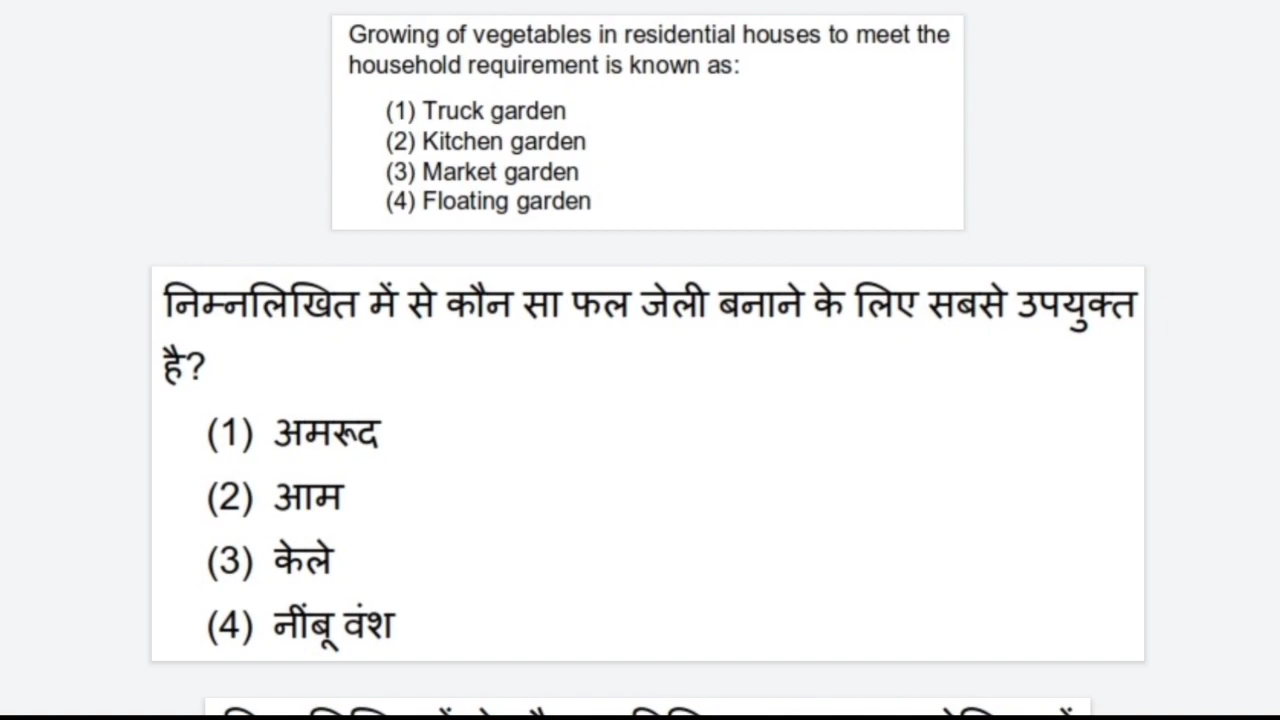 Growing of vegetables in residential houses to meet the
household requirement is known as:
(1) Truck garden
(2) Kitchen garden
(3) Market garden
(4) Floating garden
निम्नलिखित में से कौन सा फल जेली बनाने के लिए सबसे उपयुक्त
है?
(1) अमरूद
(2) आम
(3) केले
(4) नींबू वंश